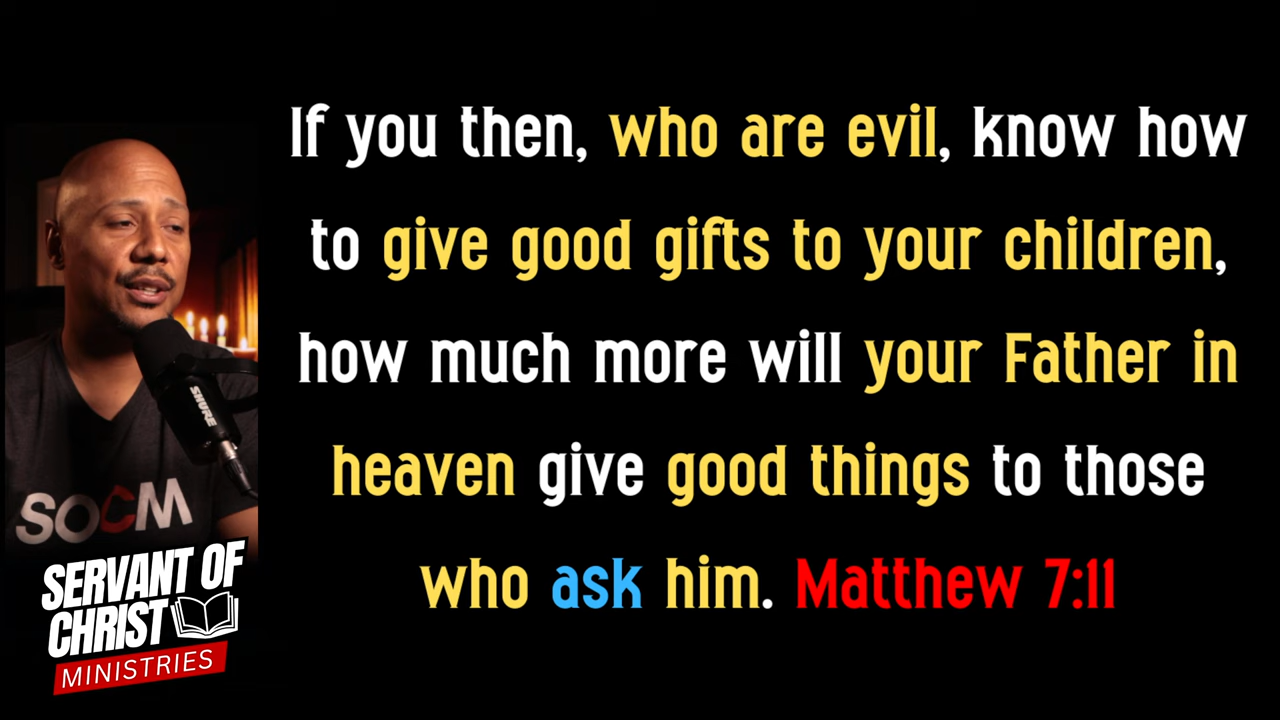 If you then, who are evil, know how
to give good gifts to your children,
how much more will your Father in
heaven give good things to those
who ask him. Matthew 7:11
SHURE
SOCM
SERVANT OF
CHRIST
MINISTRIES